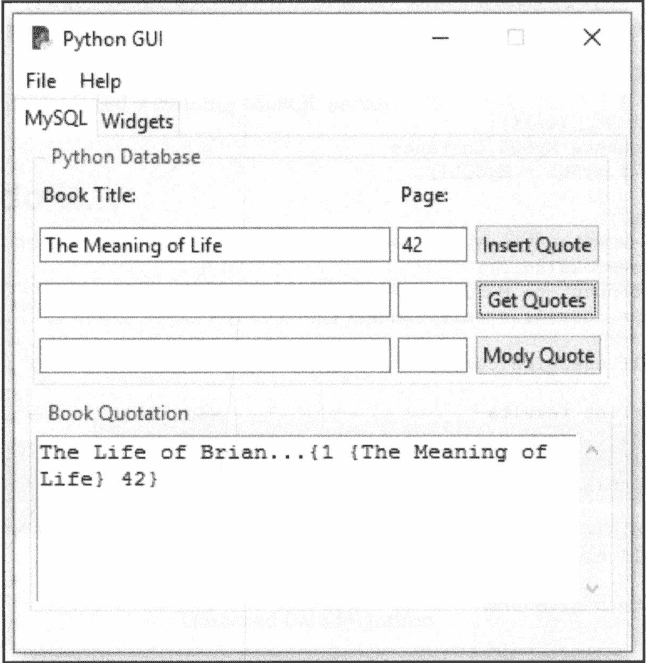 Python GUI
File Help
MySQL Widgets
Python Database
Book Title: Page:
The Meaning of Life 42 Insert Quote
Get Quotes
Mody Quote
Book Quotation
The Life of Brian...{1 {The Meaning of
Life} 42}